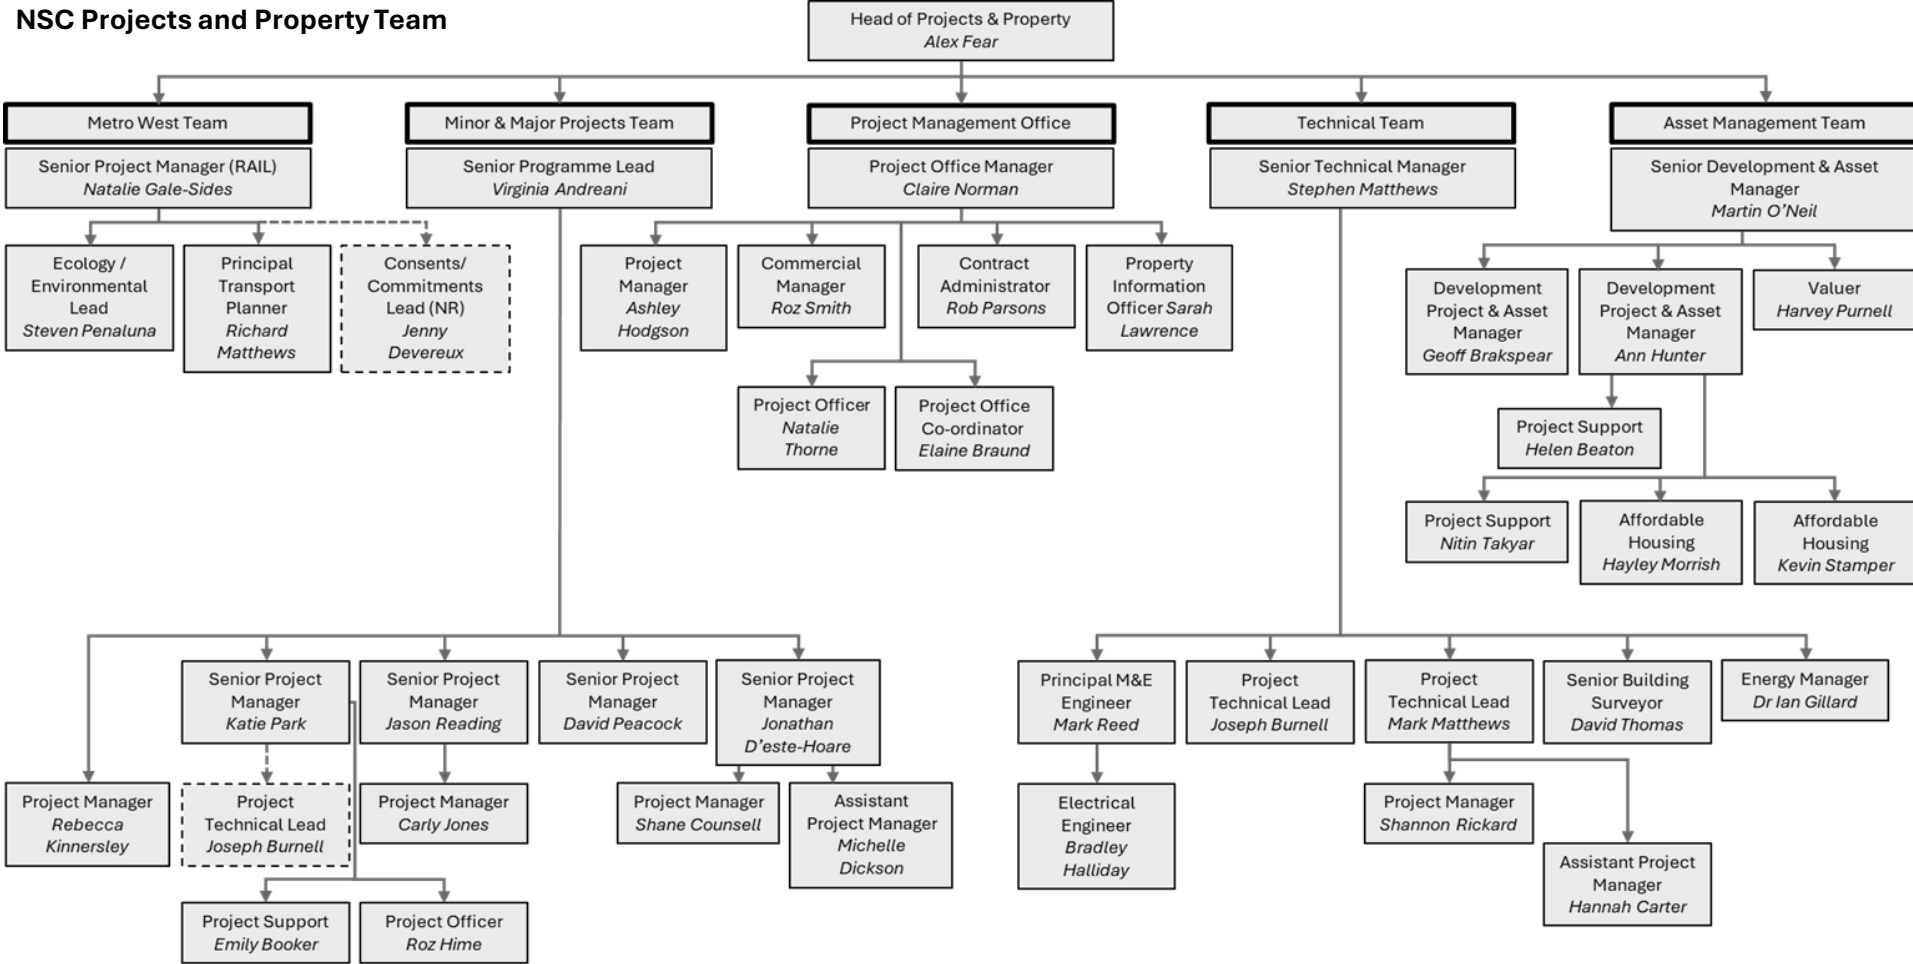 NSC Projects and Property Team
Head of Projects & Property
Alex Fear
Metro West Team
Senior Project Manager (RAIL)
Natalie Gale-Sides
Ecology /
Environmental
Lead
Steven Penaluna
Principal
Transport
Planner
Richard
Matthews
Consents/
Commitments
Lead (NR)
Jenny
Devereux
Minor & Major Projects Team
Senior Programme Lead
Virginia Andreani
Project Manager
Rebecca
Kinnersley
Senior Project
Manager
Katie Park
Project
Technical Lead
Joseph Burnell
Project Support
Emily Booker
Project Officer
Roz Hime
Senior Project
Manager
Jason Reading
Project Manager
Carly Jones
Senior Project
Manager
David Peacock
Senior Project
Manager
Jonathan
D’este-Hoare
Project Manager
Shane Counsell
Assistant
Project Manager
Michelle
Dickson
Project Management Office
Project Office Manager
Claire Norman
Project
Manager
Ashley
Hodgson
Commercial
Manager
Roz Smith
Contract
Administrator
Rob Parsons
Property
Information
Officer Sarah
Lawrence
Project Officer
Natalie
Thorne
Project Office
Co-ordinator
Elaine Braund
Technical Team
Senior Technical Manager
Stephen Matthews
Principal M&E
Engineer
Mark Reed
Electrical
Engineer
Bradley
Halliday
Project
Technical Lead
Joseph Burnell
Project
Technical Lead
Mark Matthews
Project Manager
Shannon Rickard
Assistant Project
Manager
Hannah Carter
Senior Building
Surveyor
David Thomas
Energy Manager
Dr Ian Gillard
Asset Management Team
Senior Development & Asset
Manager
Martin O’Neil
Development
Project & Asset
Manager
Geoff Brakspear
Development
Project & Asset
Manager
Ann Hunter
Valuer
Harvey Purnell
Project Support
Helen Beaton
Project Support
Nitin Takyar
Affordable
Housing
Hayley Morrish
Affordable
Housing
Kevin Stamper